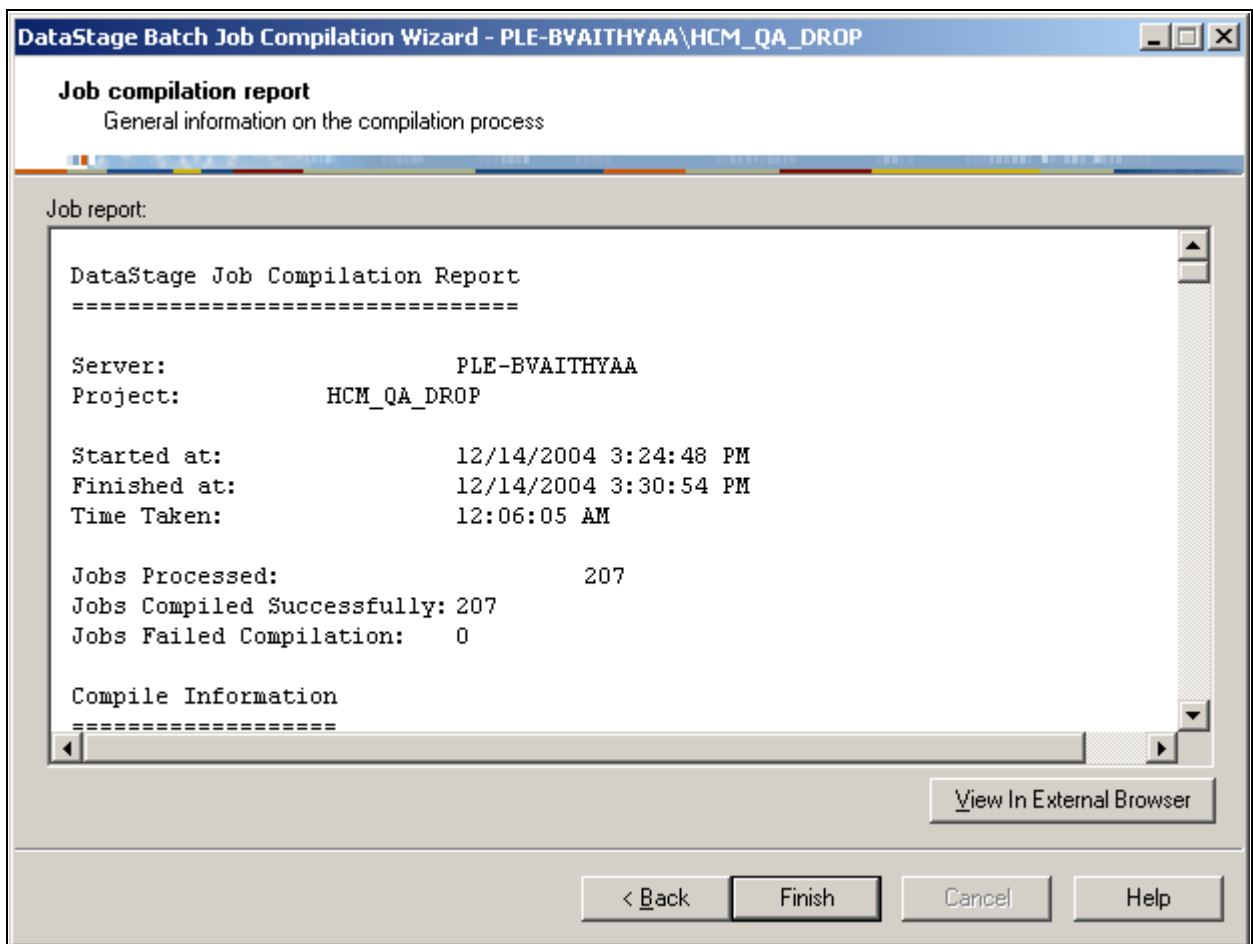 DataStage Batch Job Compilation Wizard - PLE-BVAITHYAA\HCM_QA_DROP
Job compilation report
General information on the compilation process
Job report:
DataStage Job Compilation Report
================================
Server: PLE-BVAITHYAA
Project: HCM_QA_DROP
Started at: 12/14/2004 3:24:48 PM
Finished at: 12/14/2004 3:30:54 PM
Time Taken: 12:06:05 AM
Jobs Processed: 207
Jobs Compiled Successfully: 207
Jobs Failed Compilation: 0
Compile Information
===================
View In External Browser
< Back Finish Cancel Help